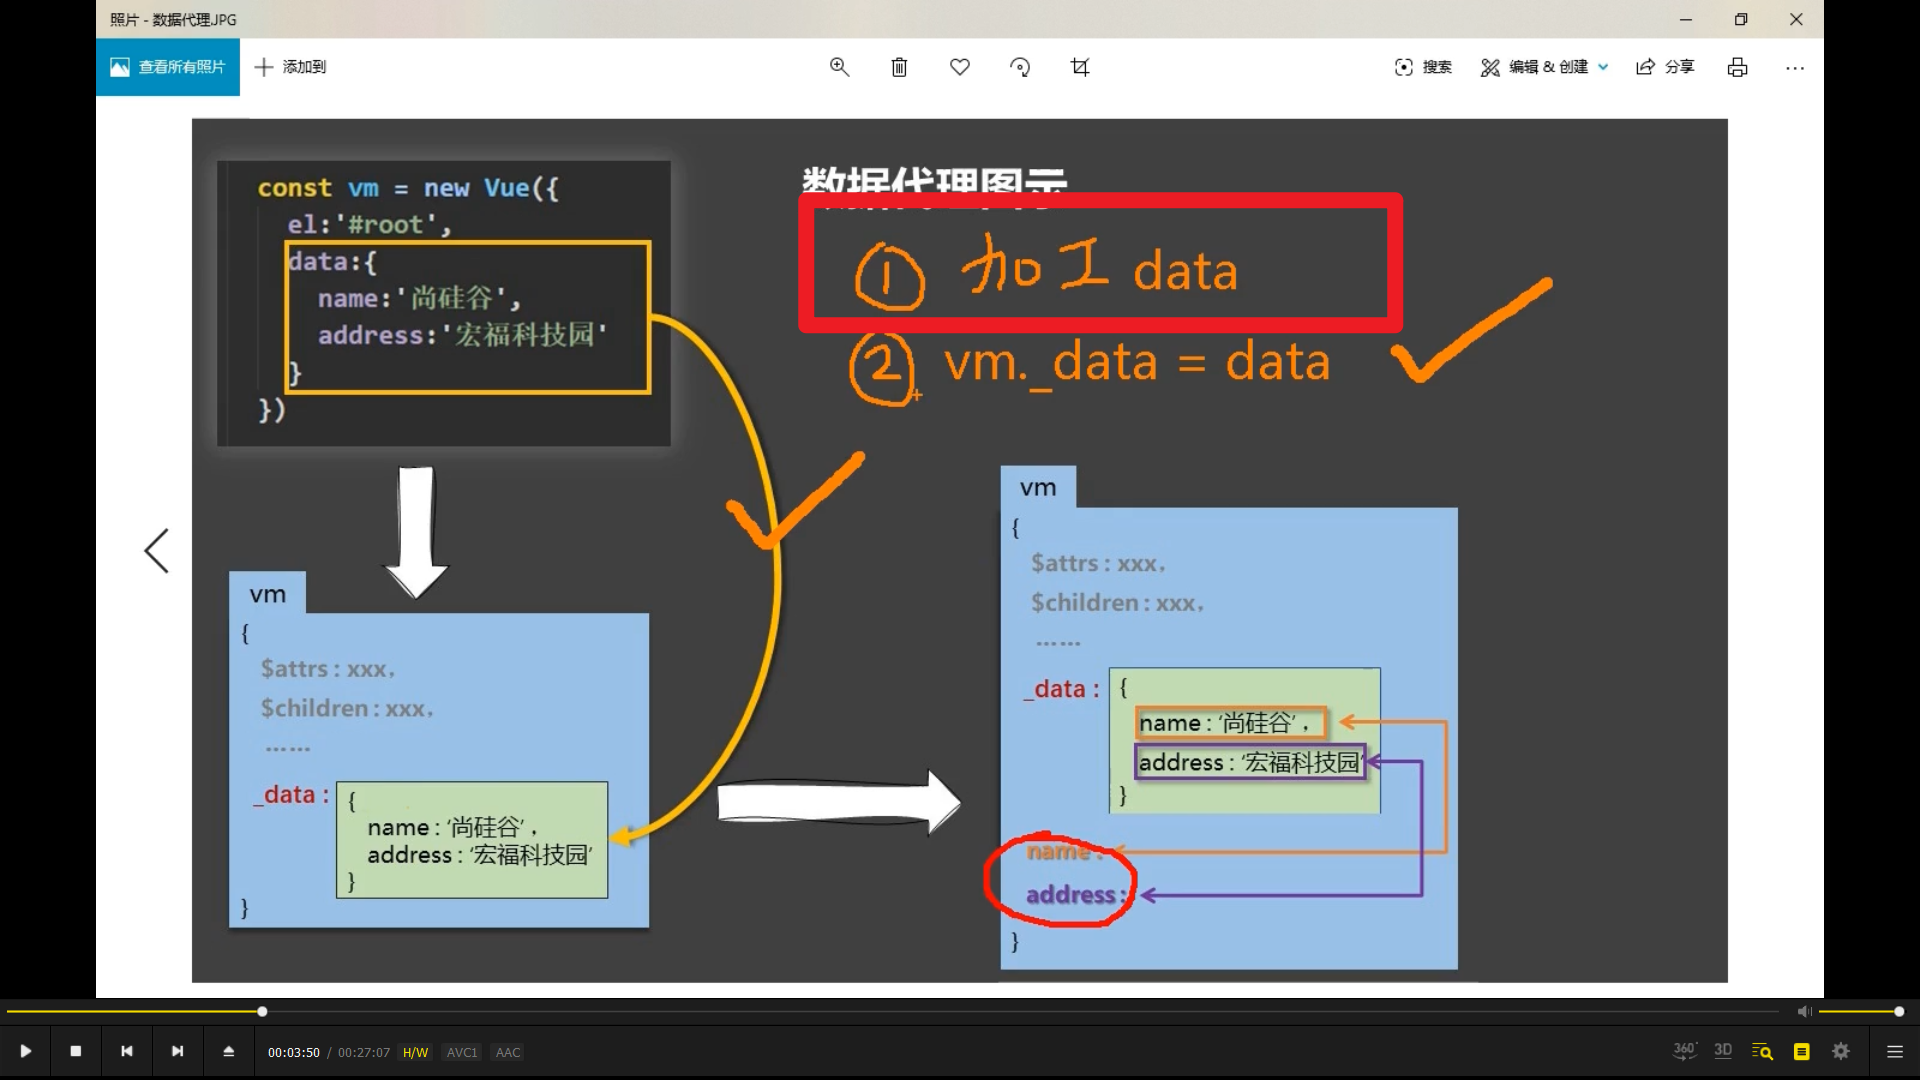 照片 - 数据代理.JPG
查看所有照片
添加到
搜索
编辑 & 创建
分享
数据代理图示
① 加工 data
② vm._data = data
const vm = new Vue({
el:'#root',
data:{
name:'尚硅谷',
address:'宏福科技园'
}
})
vm
{
$attrs : xxx,
$children : xxx,
……
_data : {
name : ‘尚硅谷’,
address : ‘宏福科技园’
}
}
vm
{
$attrs : xxx,
$children : xxx,
……
_data : {
name : ‘尚硅谷’,
address : ‘宏福科技园’
}
name :
address :
}
00:03:50 / 00:27:07 H/W AVC1 AAC
360° 3D